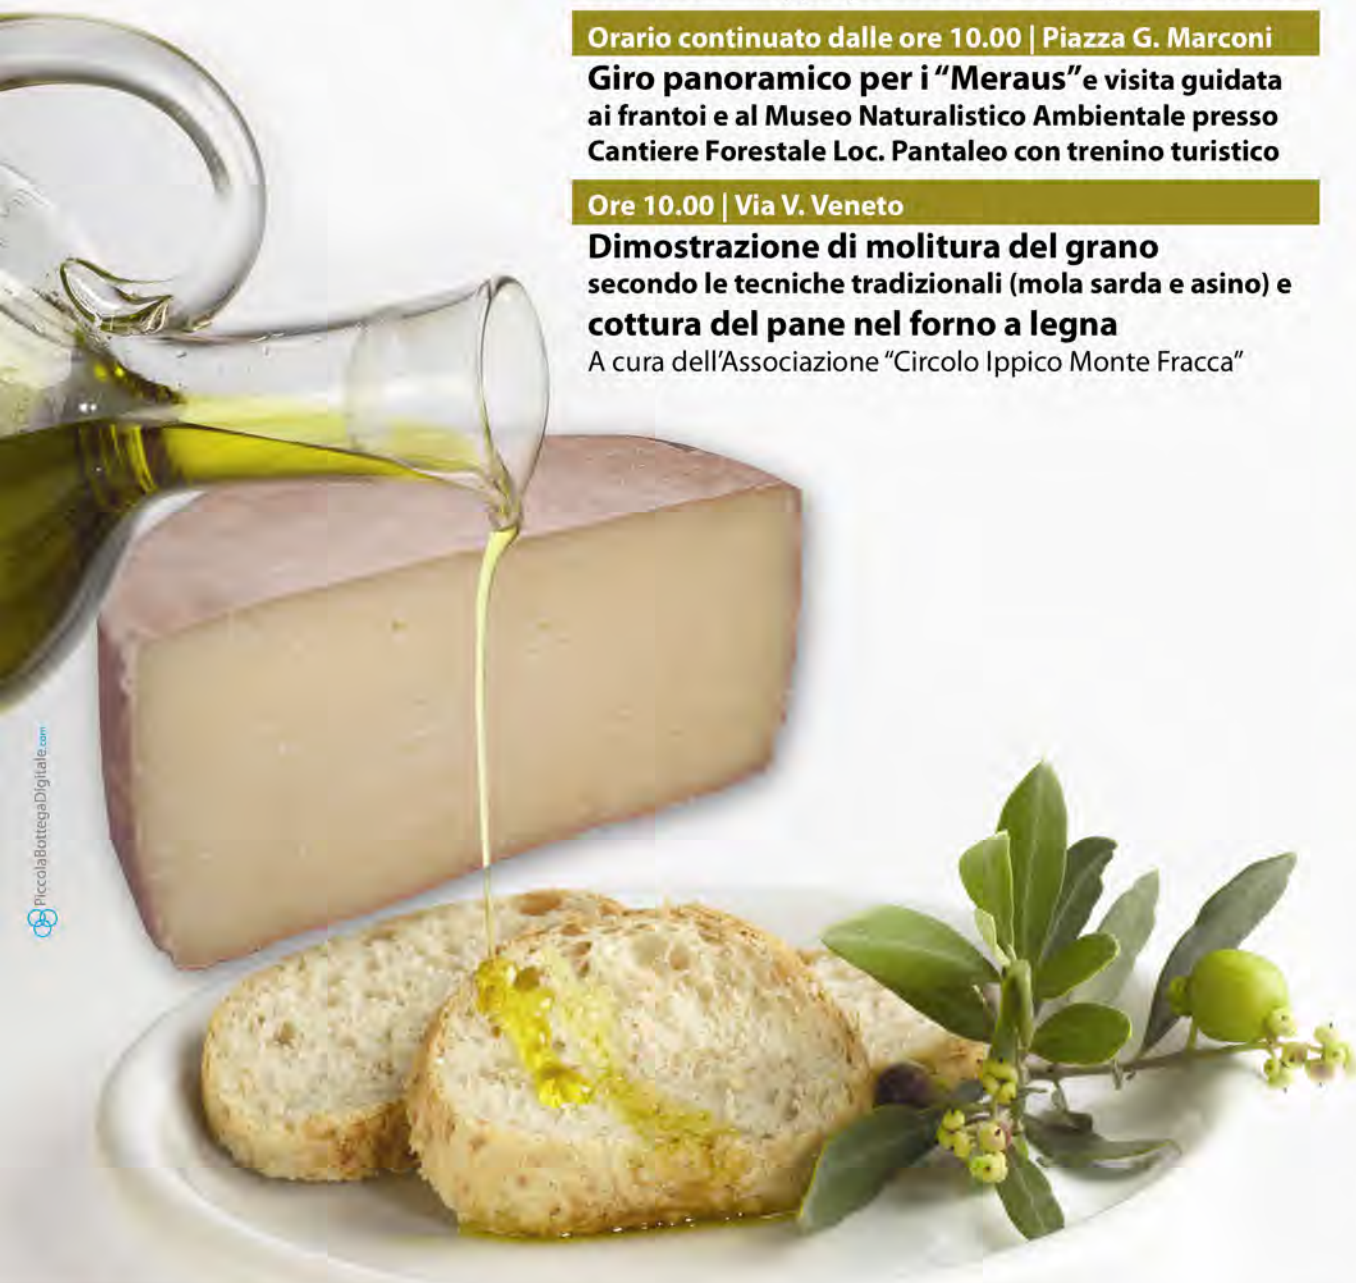 Orario continuato dalle ore 10.00 | Piazza G. Marconi
Giro panoramico per i “Meraus” e visita guidata
ai frantoi e al Museo Naturalistico Ambientale presso
Cantiere Forestale Loc. Pantaleo con trenino turistico
Ore 10.00 | Via V. Veneto
Dimostrazione di molitura del grano
secondo le tecniche tradizionali (mola sarda e asino) e
cottura del pane nel forno a legna
A cura dell’Associazione “Circolo Ippico Monte Fracca”
PiccolaBottegaDigitale.com